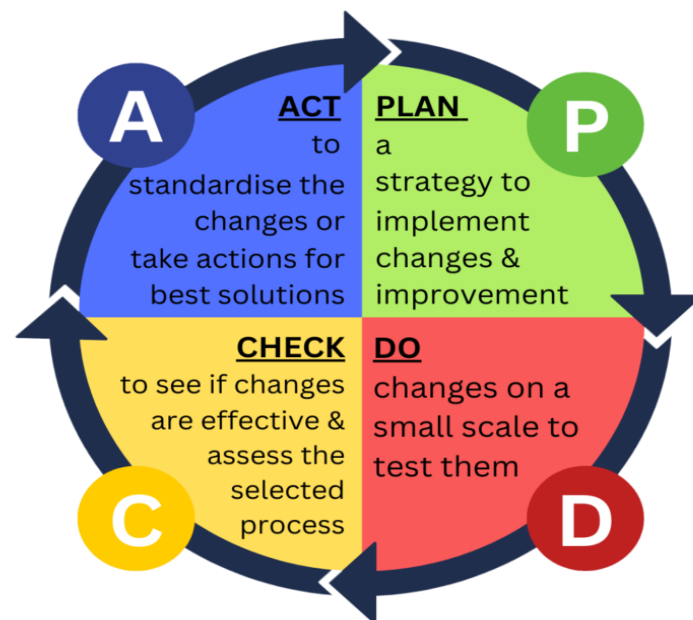 A
ACT
to
standardise the
changes or
take actions for
best solutions
P
PLAN
a
strategy to
implement
changes &
improvement
CHECK
to see if changes
are effective &
assess the
selected
process
C
DO
changes on a
small scale to
test them
D